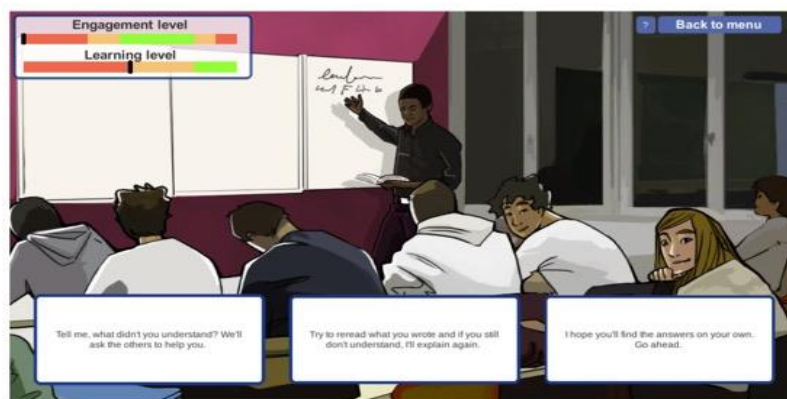 Engagement level
? Back to menu
Learning level
Tell me, what didn't you understand? We'll
ask the others to help you.
Try to reread what you wrote and if you still
don't understand, I'll explain again.
I hope you'll find the answers on your own.
Go ahead.